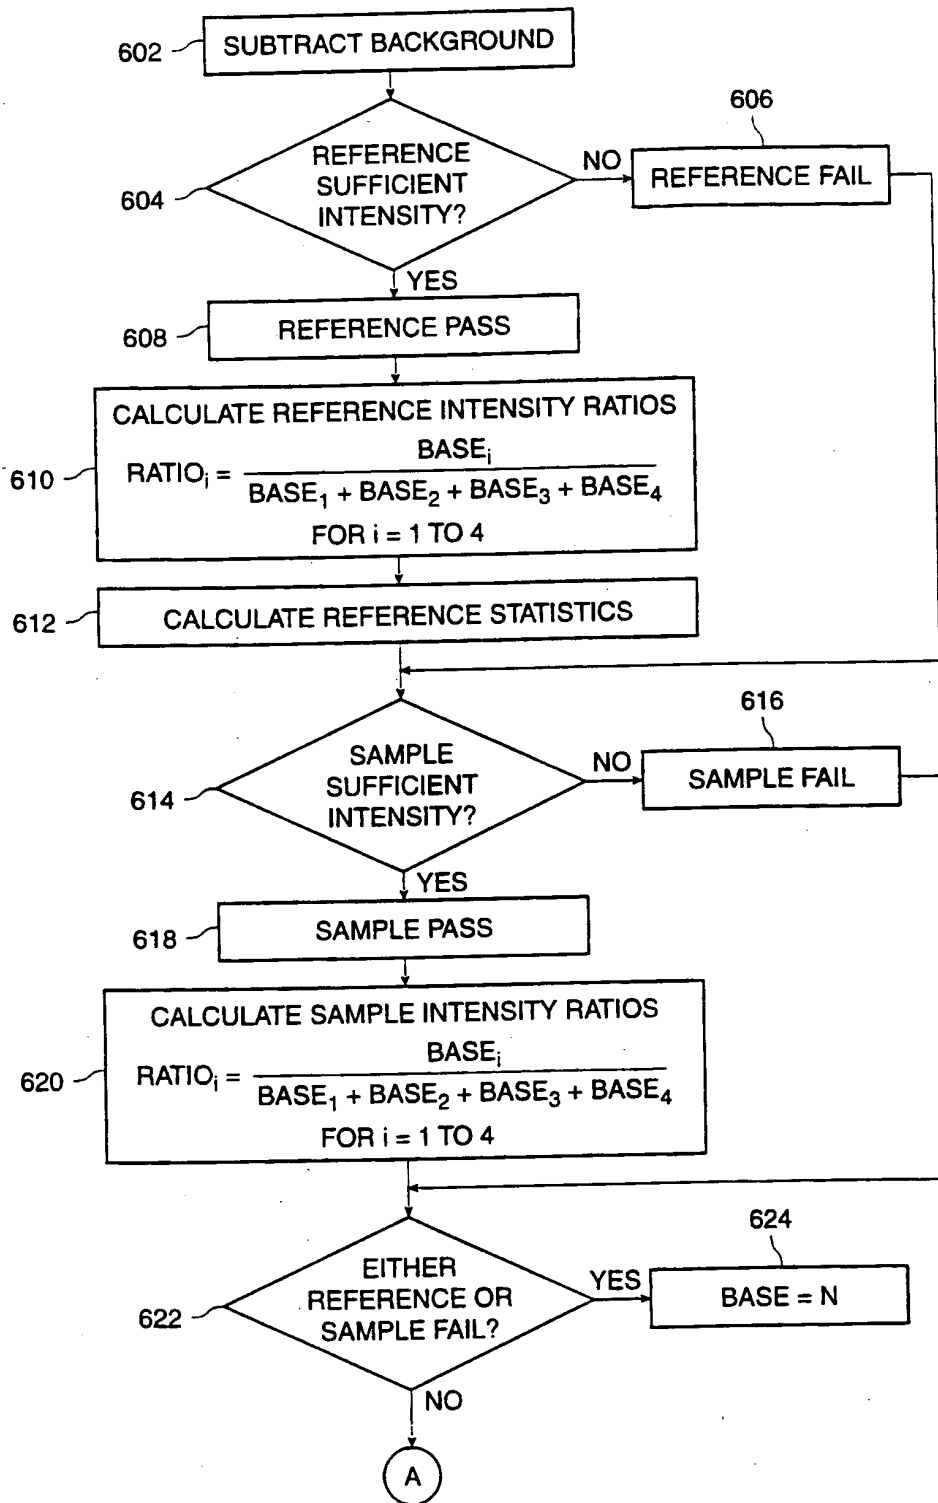 602
SUBTRACT BACKGROUND
606
604
REFERENCE
SUFFICIENT
INTENSITY?
NO
REFERENCE FAIL
YES
608
REFERENCE PASS
610
CALCULATE REFERENCE INTENSITY RATIOS
RATIOi = BASEi
BASE1 + BASE2 + BASE3 + BASE4
FOR i = 1 TO 4
612
CALCULATE REFERENCE STATISTICS
616
614
SAMPLE
SUFFICIENT
INTENSITY?
NO
SAMPLE FAIL
YES
618
SAMPLE PASS
620
CALCULATE SAMPLE INTENSITY RATIOS
RATIOi = BASEi
BASE1 + BASE2 + BASE3 + BASE4
FOR i = 1 TO 4
624
622
EITHER
REFERENCE OR
SAMPLE FAIL?
YES
BASE = N
NO
A